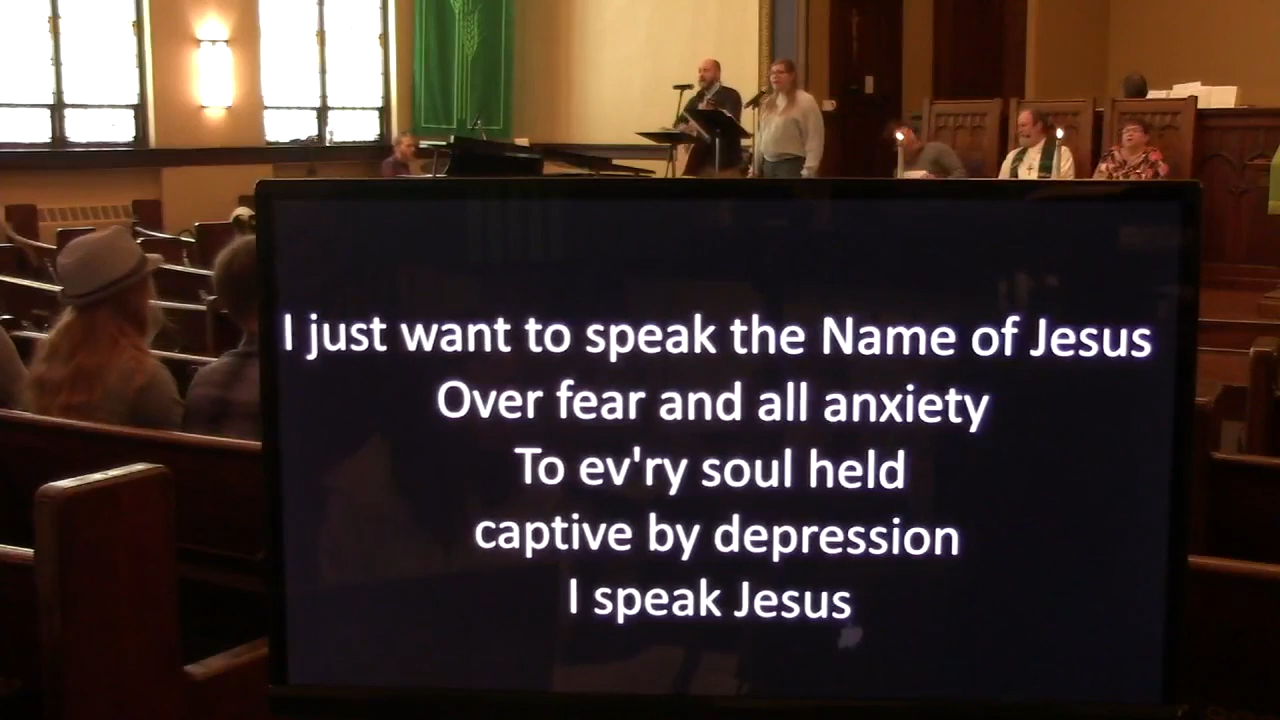 I just want to speak the Name of Jesus
Over fear and all anxiety
To ev'ry soul held
captive by depression
I speak Jesus